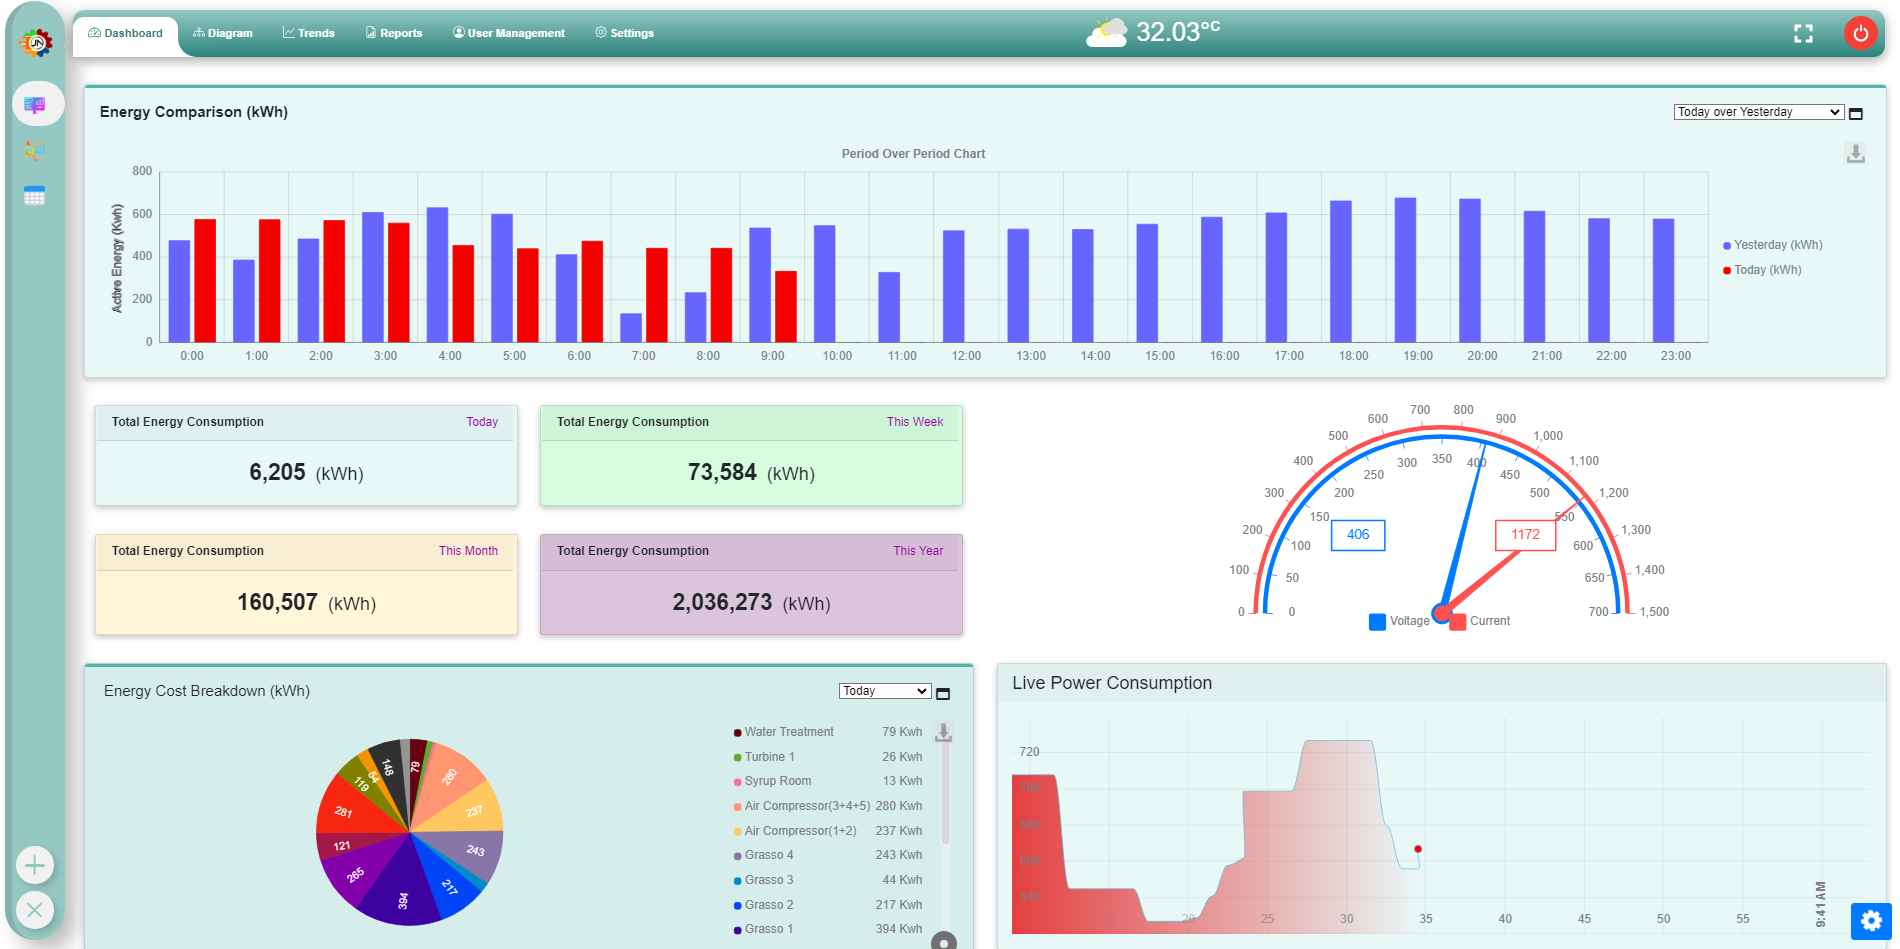 JN
Dashboard
Diagram
Trends
Reports
User Management
Settings
32.03°C
Energy Comparison (kWh)
Today over Yesterday
Period Over Period Chart
Active Energy (Kwh)
800
600
400
200
0
0:00 1:00 2:00 3:00 4:00 5:00 6:00 7:00 8:00 9:00 10:00 11:00 12:00 13:00 14:00 15:00 16:00 17:00 18:00 19:00 20:00 21:00 22:00 23:00
Yesterday (kWh)
Today (kWh)
Total Energy Consumption Today
6,205 (kWh)
Total Energy Consumption This Week
73,584 (kWh)
Total Energy Consumption This Month
160,507 (kWh)
Total Energy Consumption This Year
2,036,273 (kWh)
0 100 200 300 400 500 600 700 800 900 1,000 1,100 1,200 1,300 1,400 1,500
0 50 100 150 200 250 300 350 400 450 500 550 600 650 700
406
1172
Voltage
Current
Energy Cost Breakdown (kWh)
Today
79
280
237
243
217
394
265
121
281
119
54
148
Water Treatment 79 Kwh
Turbine 1 26 Kwh
Syrup Room 13 Kwh
Air Compressor(3+4+5) 280 Kwh
Air Compressor(1+2) 237 Kwh
Grasso 4 243 Kwh
Grasso 3 44 Kwh
Grasso 2 217 Kwh
Grasso 1 394 Kwh
Live Power Consumption
720
700
680
660
640
15 20 25 30 35 40 45 50 55
9:41 AM